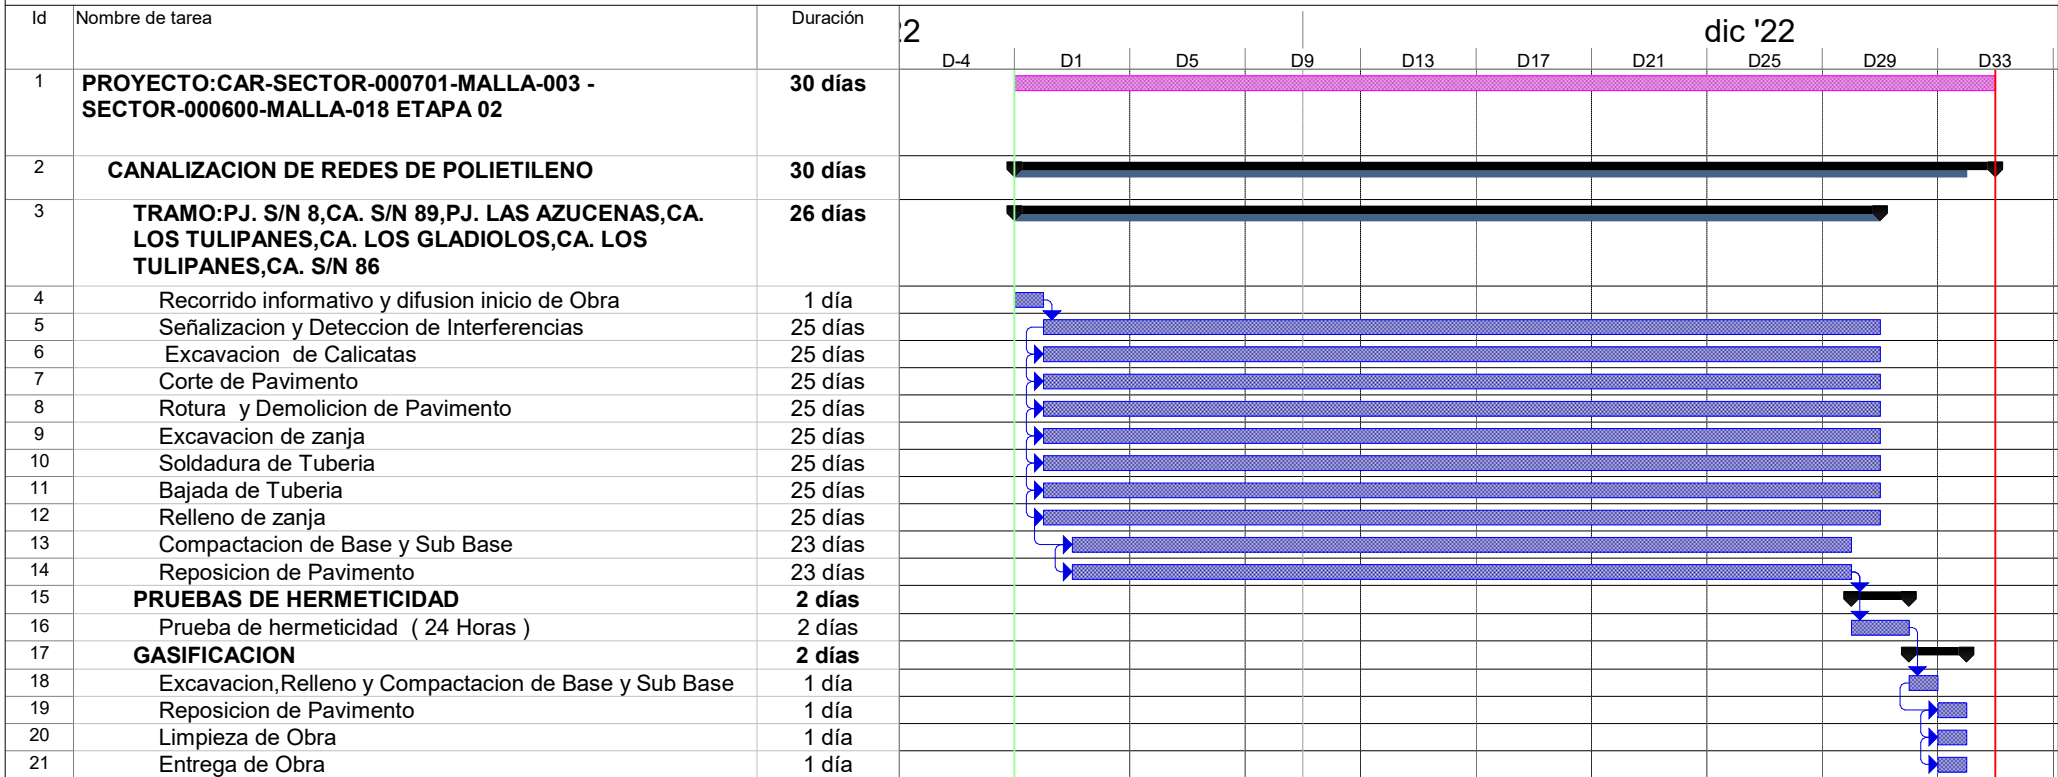 Id Nombre de tarea Duración
'22 dic '22
D-4 D1 D5 D9 D13 D17 D21 D25 D29 D33
1 PROYECTO:CAR-SECTOR-000701-MALLA-003 - 30 días
SECTOR-000600-MALLA-018 ETAPA 02
2 CANALIZACION DE REDES DE POLIETILENO 30 días
3 TRAMO:PJ. S/N 8,CA. S/N 89,PJ. LAS AZUCENAS,CA. 26 días
LOS TULIPANES,CA. LOS GLADIOLOS,CA. LOS
TULIPANES,CA. S/N 86
4 Recorrido informativo y difusion inicio de Obra 1 día
5 Señalizacion y Deteccion de Interferencias 25 días
6 Excavacion de Calicatas 25 días
7 Corte de Pavimento 25 días
8 Rotura y Demolicion de Pavimento 25 días
9 Excavacion de zanja 25 días
10 Soldadura de Tuberia 25 días
11 Bajada de Tuberia 25 días
12 Relleno de zanja 25 días
13 Compactacion de Base y Sub Base 23 días
14 Reposicion de Pavimento 23 días
15 PRUEBAS DE HERMETICIDAD 2 días
16 Prueba de hermeticidad ( 24 Horas ) 2 días
17 GASIFICACION 2 días
18 Excavacion,Relleno y Compactacion de Base y Sub Base 1 día
19 Reposicion de Pavimento 1 día
20 Limpieza de Obra 1 día
21 Entrega de Obra 1 día